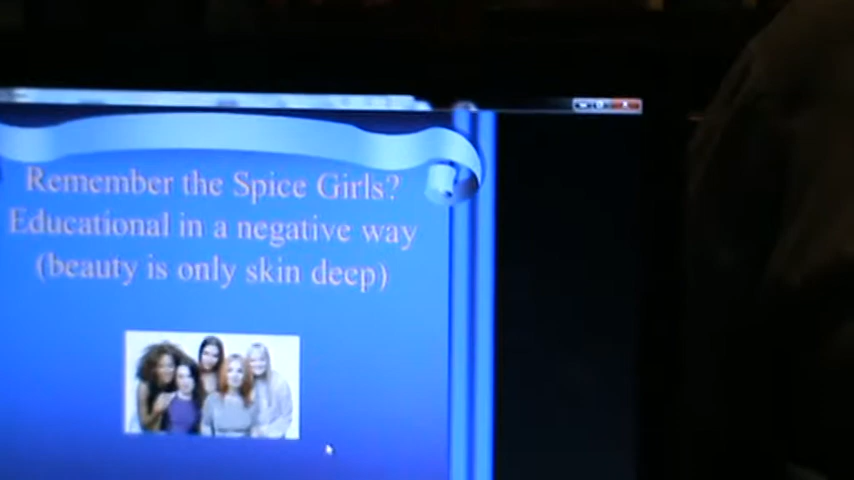 Remember the Spice Girls?
Educational in a negative way
(beauty is only skin deep)